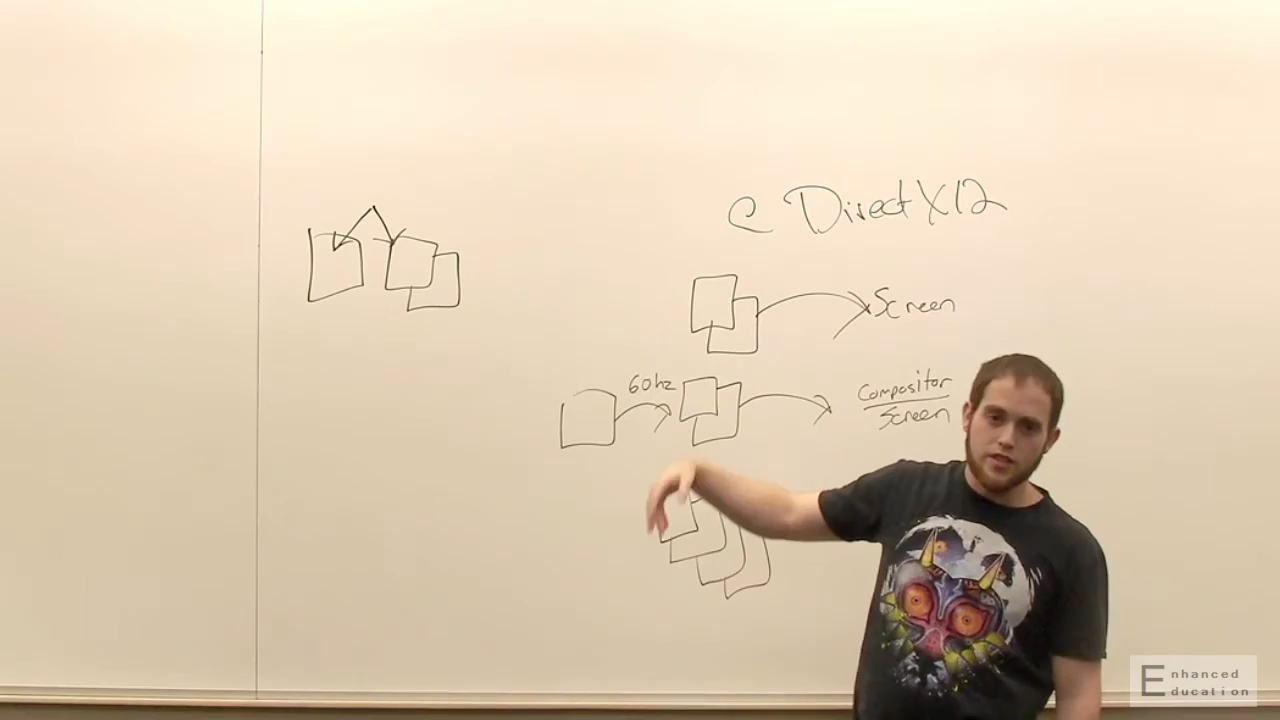 C DirectX12
Screen
60hz
Compositor
Screen
Enhanced
Education